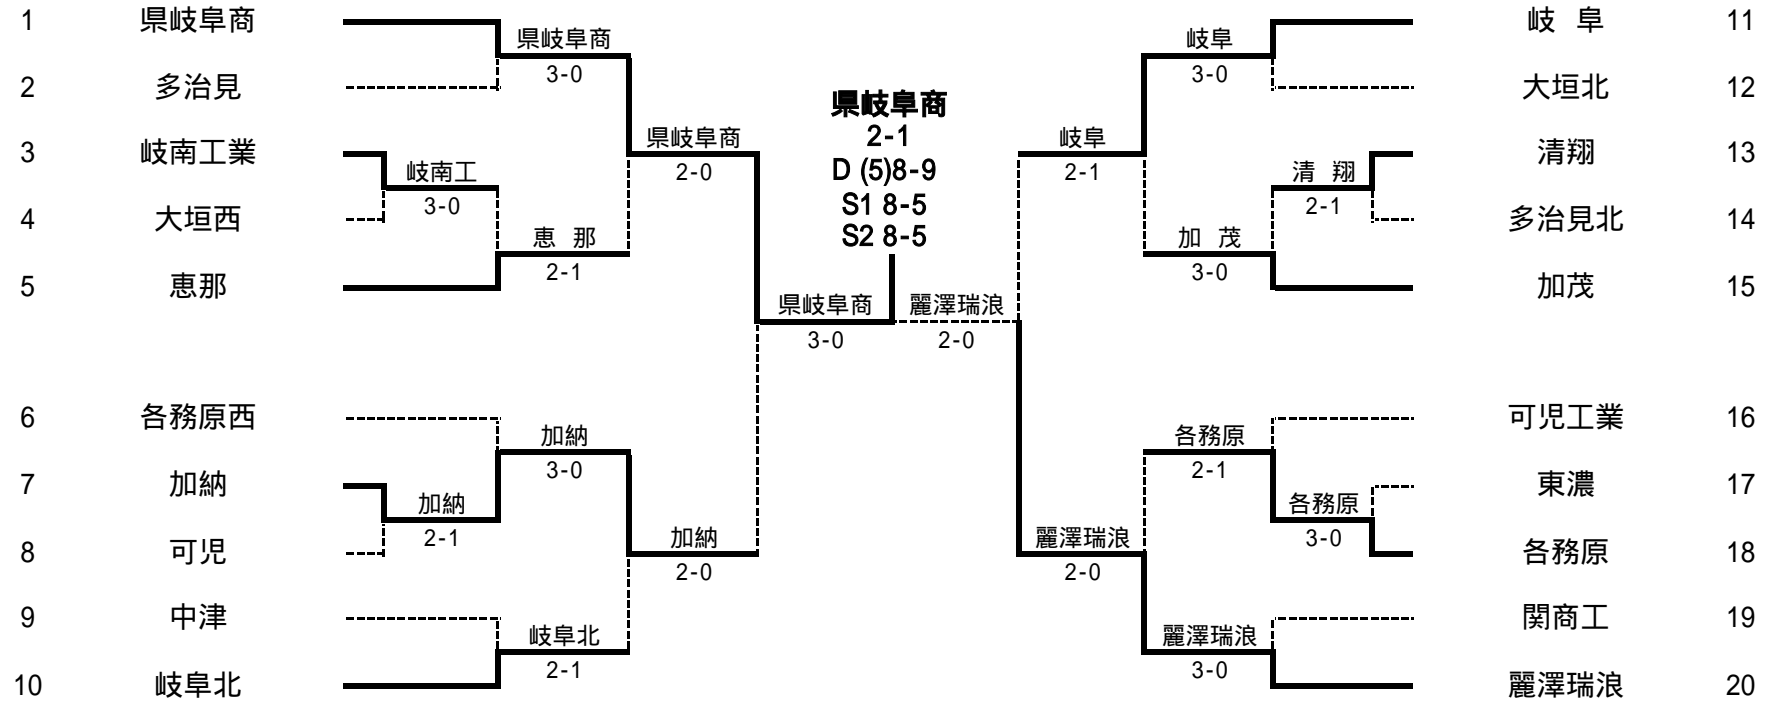 1 県岐阜商
2 多治見
3 岐南工業
4 大垣西
5 恵那
6 各務原西
7 加納
8 可児
9 中津
10 岐阜北
県岐阜商
3-0
岐南工
3-0
恵 那
2-1
加納
3-0
加納
2-1
岐阜北
2-1
県岐阜商
2-0
加納
2-0
県岐阜商
3-0
県岐阜商
2-1
D (5)8-9
S1 8-5
S2 8-5
麗澤瑞浪
2-0
岐阜
2-1
麗澤瑞浪
2-0
岐阜
3-0
清 翔
2-1
加 茂
3-0
各務原
2-1
各務原
3-0
麗澤瑞浪
3-0
岐 阜 11
大垣北 12
清翔 13
多治見北 14
加茂 15
可児工業 16
東濃 17
各務原 18
関商工 19
麗澤瑞浪 20